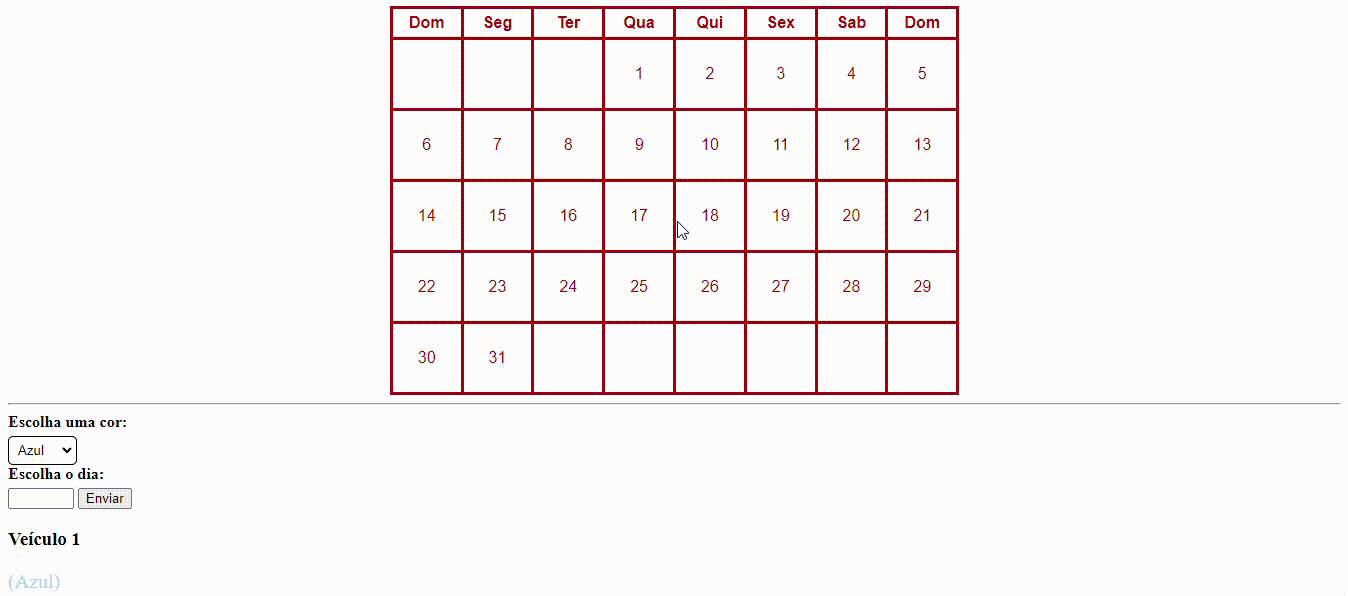 Dom Seg Ter Qua Qui Sex Sab Dom
1 2 3 4 5
6 7 8 9 10 11 12 13
14 15 16 17 18 19 20 21
22 23 24 25 26 27 28 29
30 31
Escolha uma cor:
Azul
Escolha o dia:
Enviar
Veículo 1
(Azul)